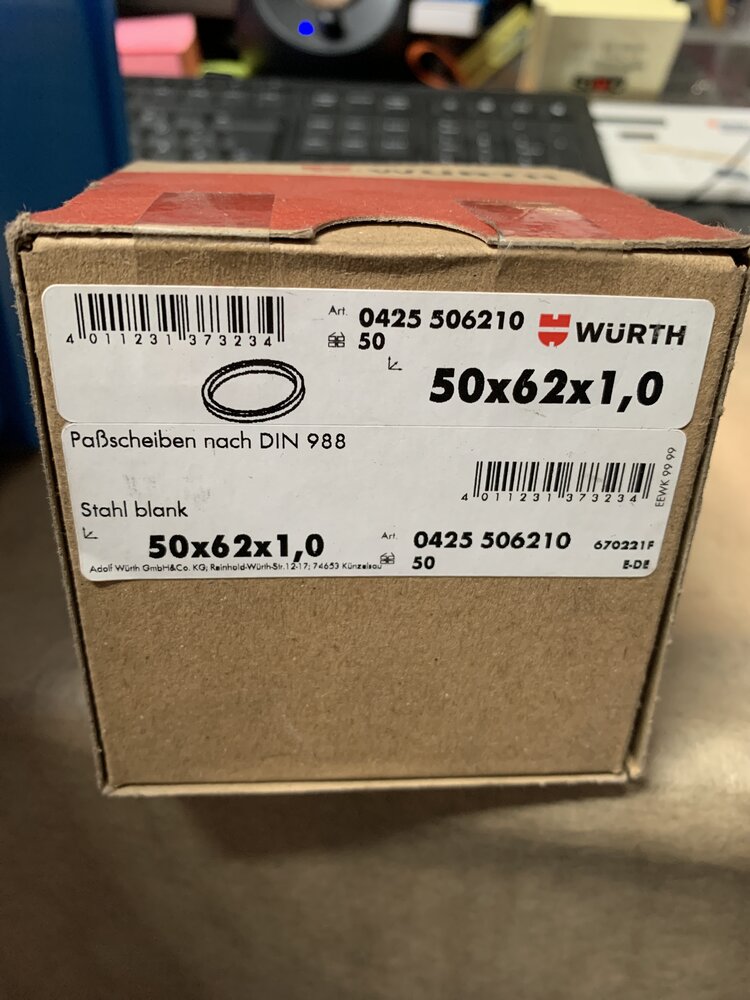 4 011231 373234
Art. 0425 506210
WÜRTH
50
50x62x1,0
Paßscheiben nach DIN 988
4 011231 373234
EEWK 99 99
Stahl blank
50x62x1,0
Art. 0425 506210
670221F
50
E-DE
Adolf Würth GmbH&Co. KG; Reinhold-Würth-Str.12-17; 74653 Künzelsau